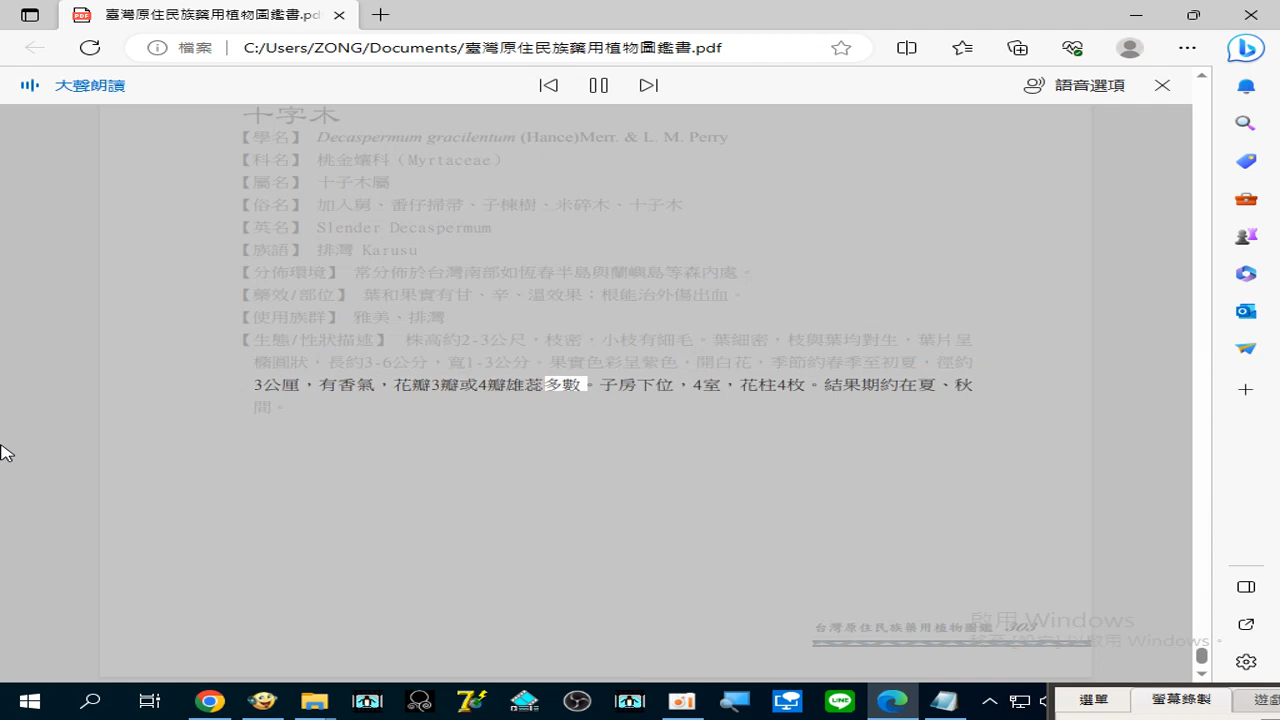 臺灣原住民族藥用植物圖鑑書.pd
檔案
C:/Users/ZONG/Documents/臺灣原住民族藥用植物圖鑑書.pdf
大聲朗讀
語音選項
十字木
【學名】 Decaspermum gracilentum (Hance)Merr. & L. M. Perry
【科名】 桃金孃科（Myrtaceae）
【屬名】 十子木屬
【俗名】 加入舅、番仔掃帚、子楝樹、米碎木、十子木
【英名】 Slender Decaspermum
【族語】 排灣 Karusu
【分佈環境】 常分佈於台灣南部如恆春半島與蘭嶼島等森內處。
【藥效/部位】 葉和果實有甘、辛、溫效果；根能治外傷出血。
【使用族群】 雅美、排灣
【生態/性狀描述】 株高約2-3公尺，枝密，小枝有細毛。葉細密，枝與葉均對生，葉片呈
橢圓狀，長約3-6公分，寬1-3公分，果實色彩呈紫色，開白花，季節約春季至初夏，徑約
3公厘，有香氣，花瓣3瓣或4瓣雄蕊多數。子房下位，4室，花柱4枚。結果期約在夏、秋
間。
台灣原住民族藥用植物圖鑑 303
啟用 Windows
移至 [設定] 以啟用 Windows。
選單
螢幕錄製
遊戲